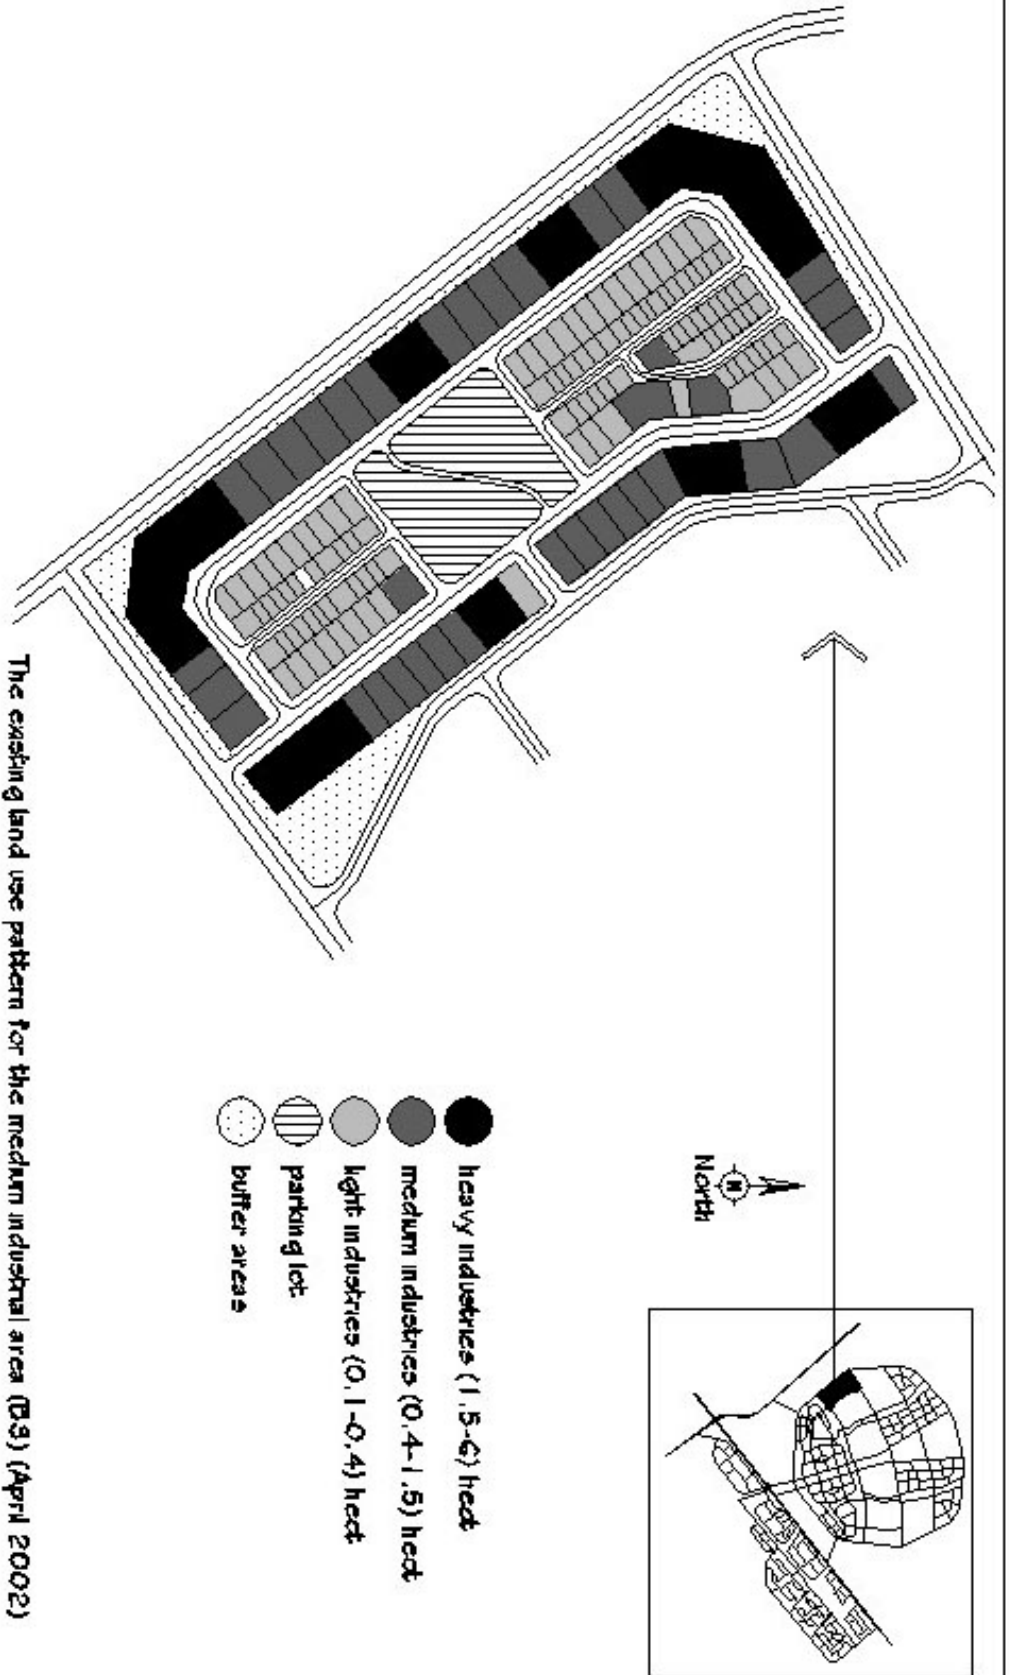 North
heavy industries (1.5-6) hect
medium industries (0.4-1.5) hect
light industries (0.1-0.4) hect
parking lot
buffer areas
The existing land use pattern for the medium industrial area (B3) (April 2002)